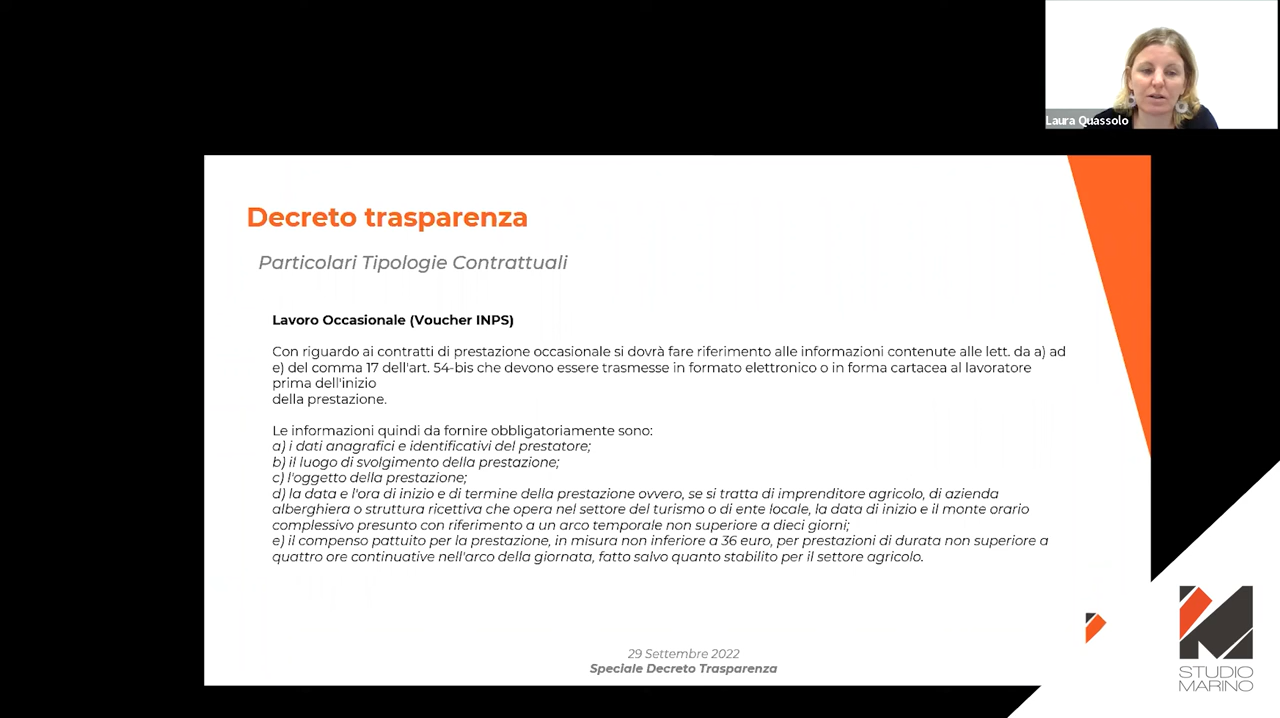 Laura Quassolo
Decreto trasparenza
Particolari Tipologie Contrattuali
Lavoro Occasionale (Voucher INPS)
Con riguardo ai contratti di prestazione occasionale si dovrà fare riferimento alle informazioni contenute alle lett. da a) ad
e) del comma 17 dell'art. 54-bis che devono essere trasmesse in formato elettronico o in forma cartacea al lavoratore
prima dell'inizio
della prestazione.
Le informazioni quindi da fornire obbligatoriamente sono:
a) i dati anagrafici e identificativi del prestatore;
b) il luogo di svolgimento della prestazione;
c) l'oggetto della prestazione;
d) la data e l'ora di inizio e di termine della prestazione ovvero, se si tratta di imprenditore agricolo, di azienda
alberghiera o struttura ricettiva che opera nel settore del turismo o di ente locale, la data di inizio e il monte orario
complessivo presunto con riferimento a un arco temporale non superiore a dieci giorni;
e) il compenso pattuito per la prestazione, in misura non inferiore a 36 euro, per prestazioni di durata non superiore a
quattro ore continuative nell'arco della giornata, fatto salvo quanto stabilito per il settore agricolo.
29 Settembre 2022
Speciale Decreto Trasparenza
STUDIO
MARINO